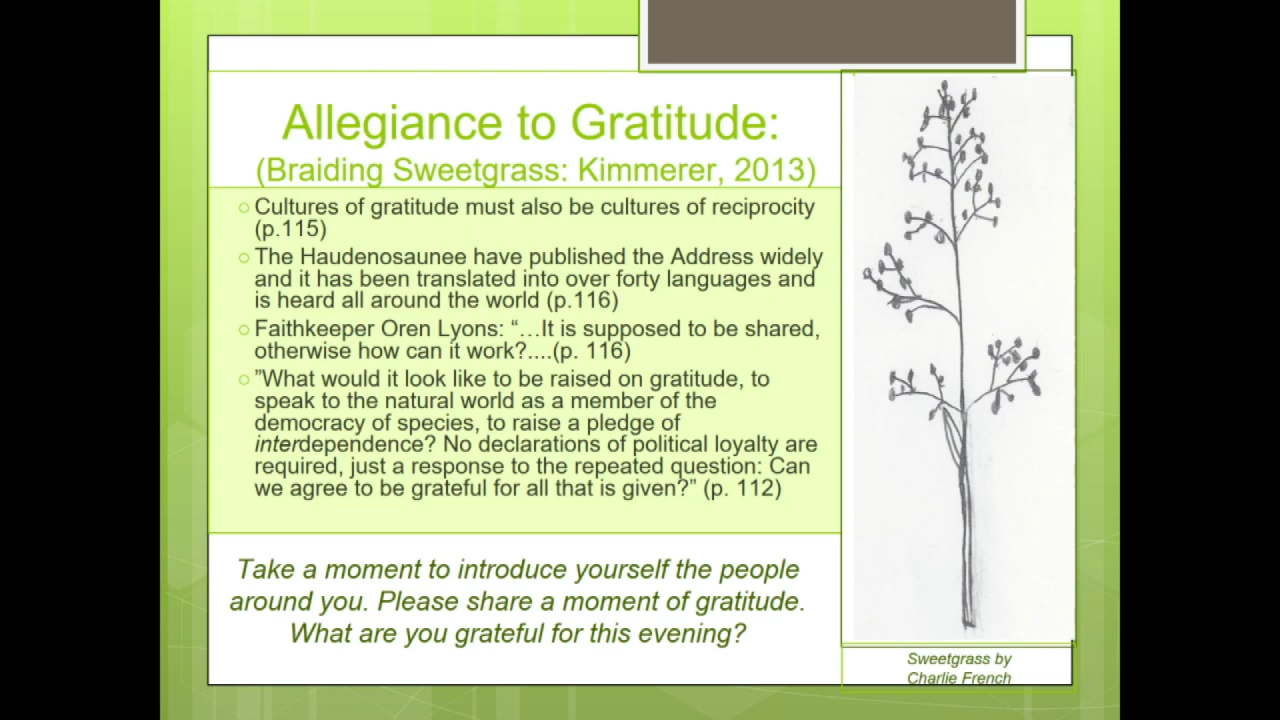 Allegiance to Gratitude:
(Braiding Sweetgrass: Kimmerer, 2013)
○ Cultures of gratitude must also be cultures of reciprocity
(p.115)
○ The Haudenosaunee have published the Address widely
and it has been translated into over forty languages and
is heard all around the world (p.116)
○ Faithkeeper Oren Lyons: “…It is supposed to be shared,
otherwise how can it work?....(p. 116)
○ ”What would it look like to be raised on gratitude, to
speak to the natural world as a member of the
democracy of species, to raise a pledge of
interdependence? No declarations of political loyalty are
required, just a response to the repeated question: Can
we agree to be grateful for all that is given?” (p. 112)
Take a moment to introduce yourself the people
around you. Please share a moment of gratitude.
What are you grateful for this evening?
Sweetgrass by
Charlie French